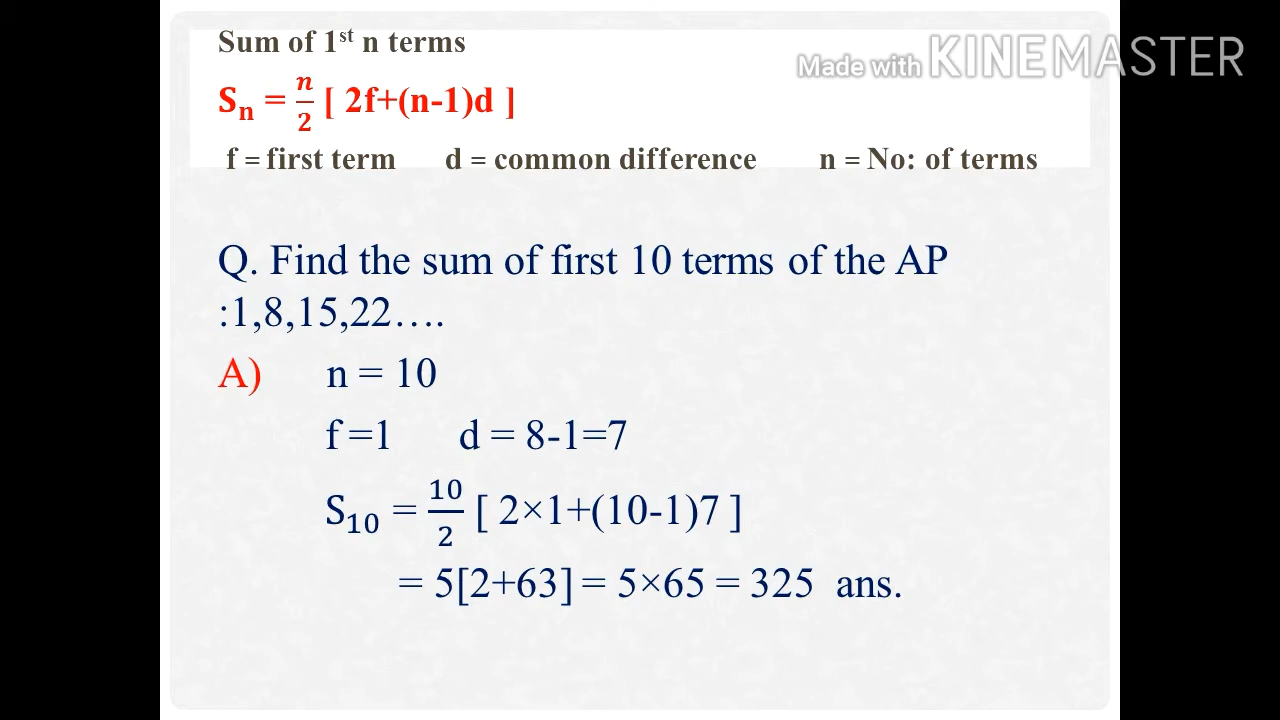 Sum of 1st n terms
Made with KINEMASTER
Sn = n/2 [ 2f+(n-1)d ]
f = first term d = common difference n = No: of terms
Q. Find the sum of first 10 terms of the AP
:1,8,15,22....
A) n = 10
f =1 d = 8-1=7
S10 = 10/2 [ 2×1+(10-1)7 ]
= 5[2+63] = 5×65 = 325 ans.